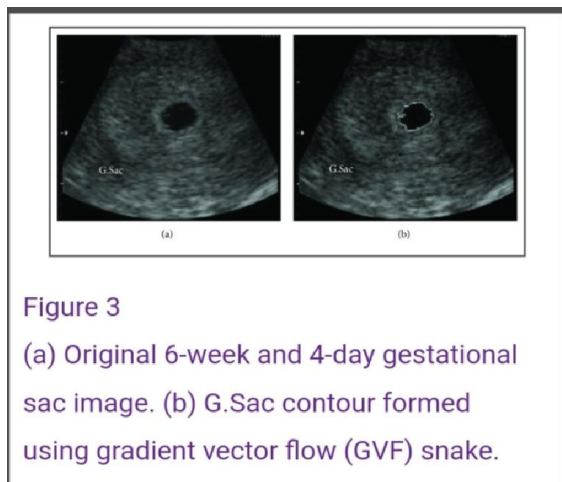 G.Sac
G.Sac
(a)
(b)
Figure 3
(a) Original 6-week and 4-day gestational
sac image. (b) G.Sac contour formed
using gradient vector flow (GVF) snake.